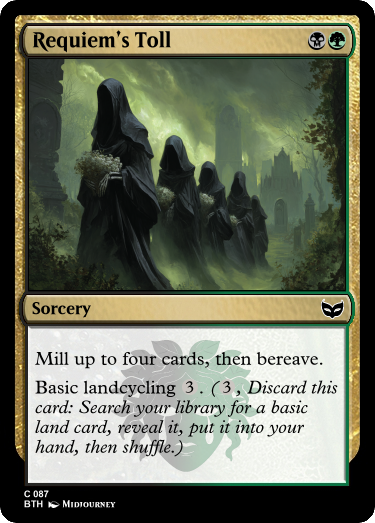 Requiem's Toll
Sorcery
Mill up to four cards, then bereave.
Basic landcycling 3. (3, Discard this
card: Search your library for a basic
land card, reveal it, put it into your
hand, then shuffle.)
C 087
BTH Midjourney